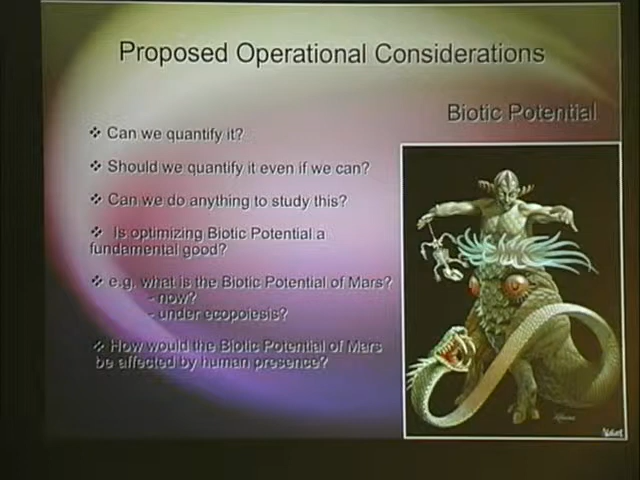 Proposed Operational Considerations
Biotic Potential
❖ Can we quantify it?
❖ Should we quantify it even if we can?
❖ Can we do anything to study this?
❖ Is optimizing Biotic Potential a
fundamental good?
❖ e.g. what is the Biotic Potential of Mars?
- now?
- under ecopoiesis?
❖ How would the Biotic Potential of Mars
be affected by human presence?